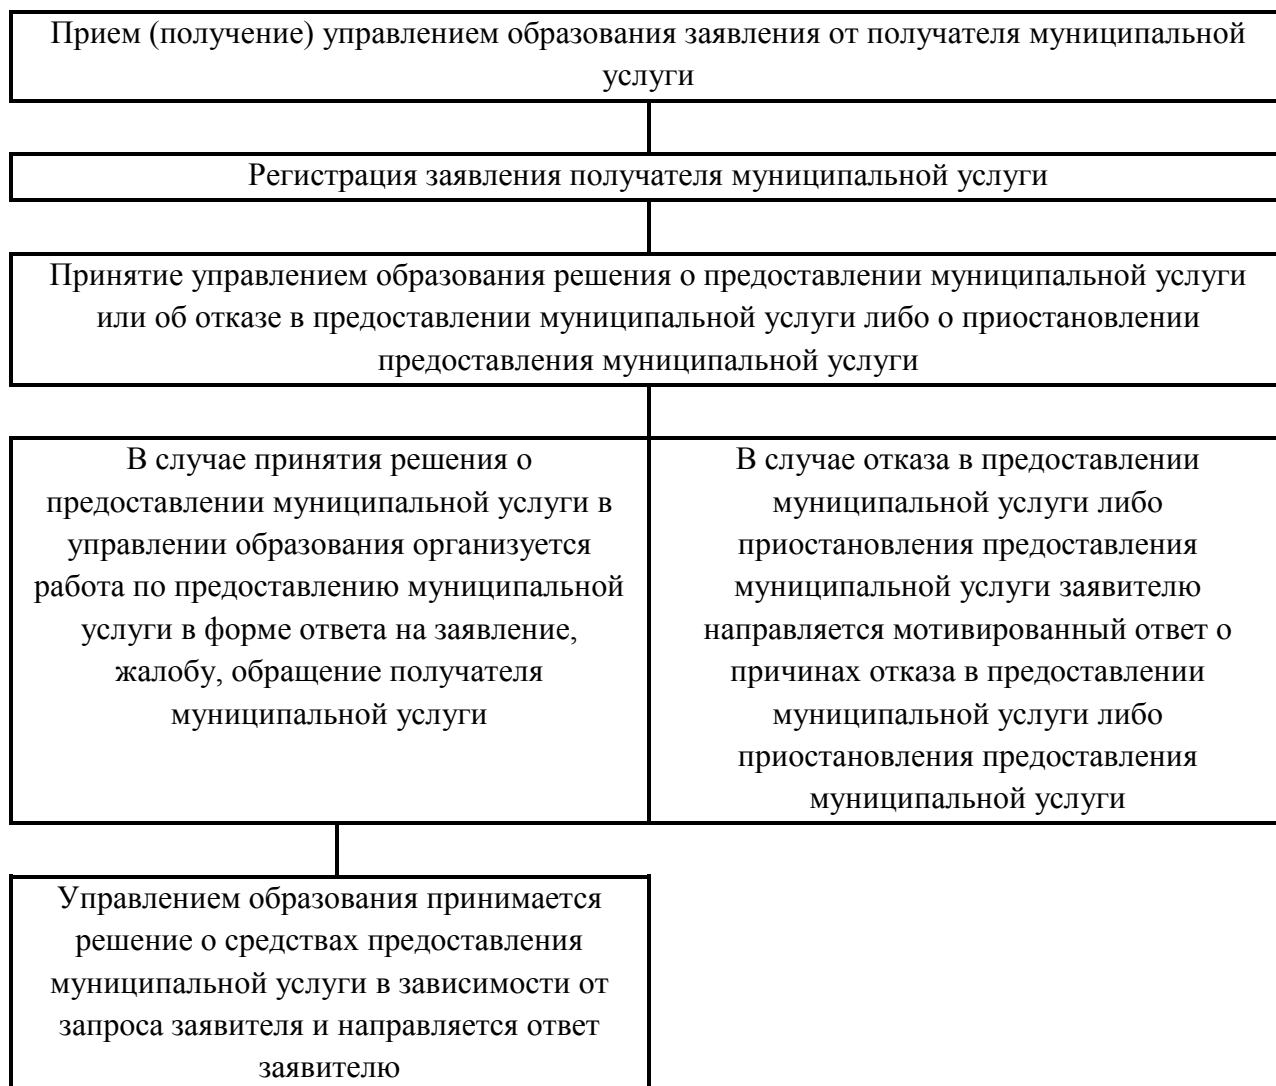 Прием (получение) управлением образования заявления от получателя муниципальной
услуги
Регистрация заявления получателя муниципальной услуги
Принятие управлением образования решения о предоставлении муниципальной услуги
или об отказе в предоставлении муниципальной услуги либо о приостановлении
предоставления муниципальной услуги
В случае принятия решения о
предоставлении муниципальной услуги в
управлении образования организуется
работа по предоставлению муниципальной
услуги в форме ответа на заявление,
жалобу, обращение получателя
муниципальной услуги
В случае отказа в предоставлении
муниципальной услуги либо
приостановления предоставления
муниципальной услуги заявителю
направляется мотивированный ответ о
причинах отказа в предоставлении
муниципальной услуги либо
приостановления предоставления
муниципальной услуги
Управлением образования принимается
решение о средствах предоставления
муниципальной услуги в зависимости от
запроса заявителя и направляется ответ
заявителю